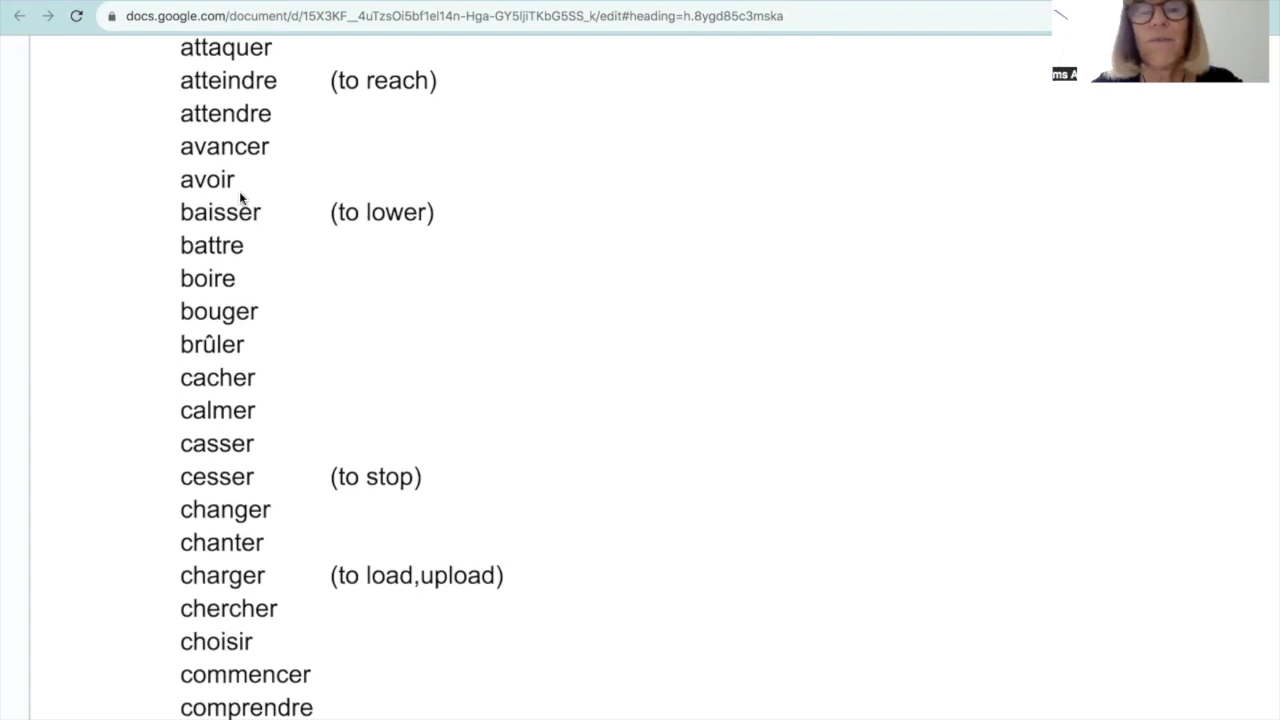 docs.google.com/document/d/15X3KF__4uTzsOi5bf1el14n-Hga-GY5ljiTKbG5SS_k/edit#heading=h.8ygd85c3mska
ms A
attaquer
atteindre (to reach)
attendre
avancer
avoir
baisser (to lower)
battre
boire
bouger
brûler
cacher
calmer
casser
cesser (to stop)
changer
chanter
charger (to load,upload)
chercher
choisir
commencer
comprendre